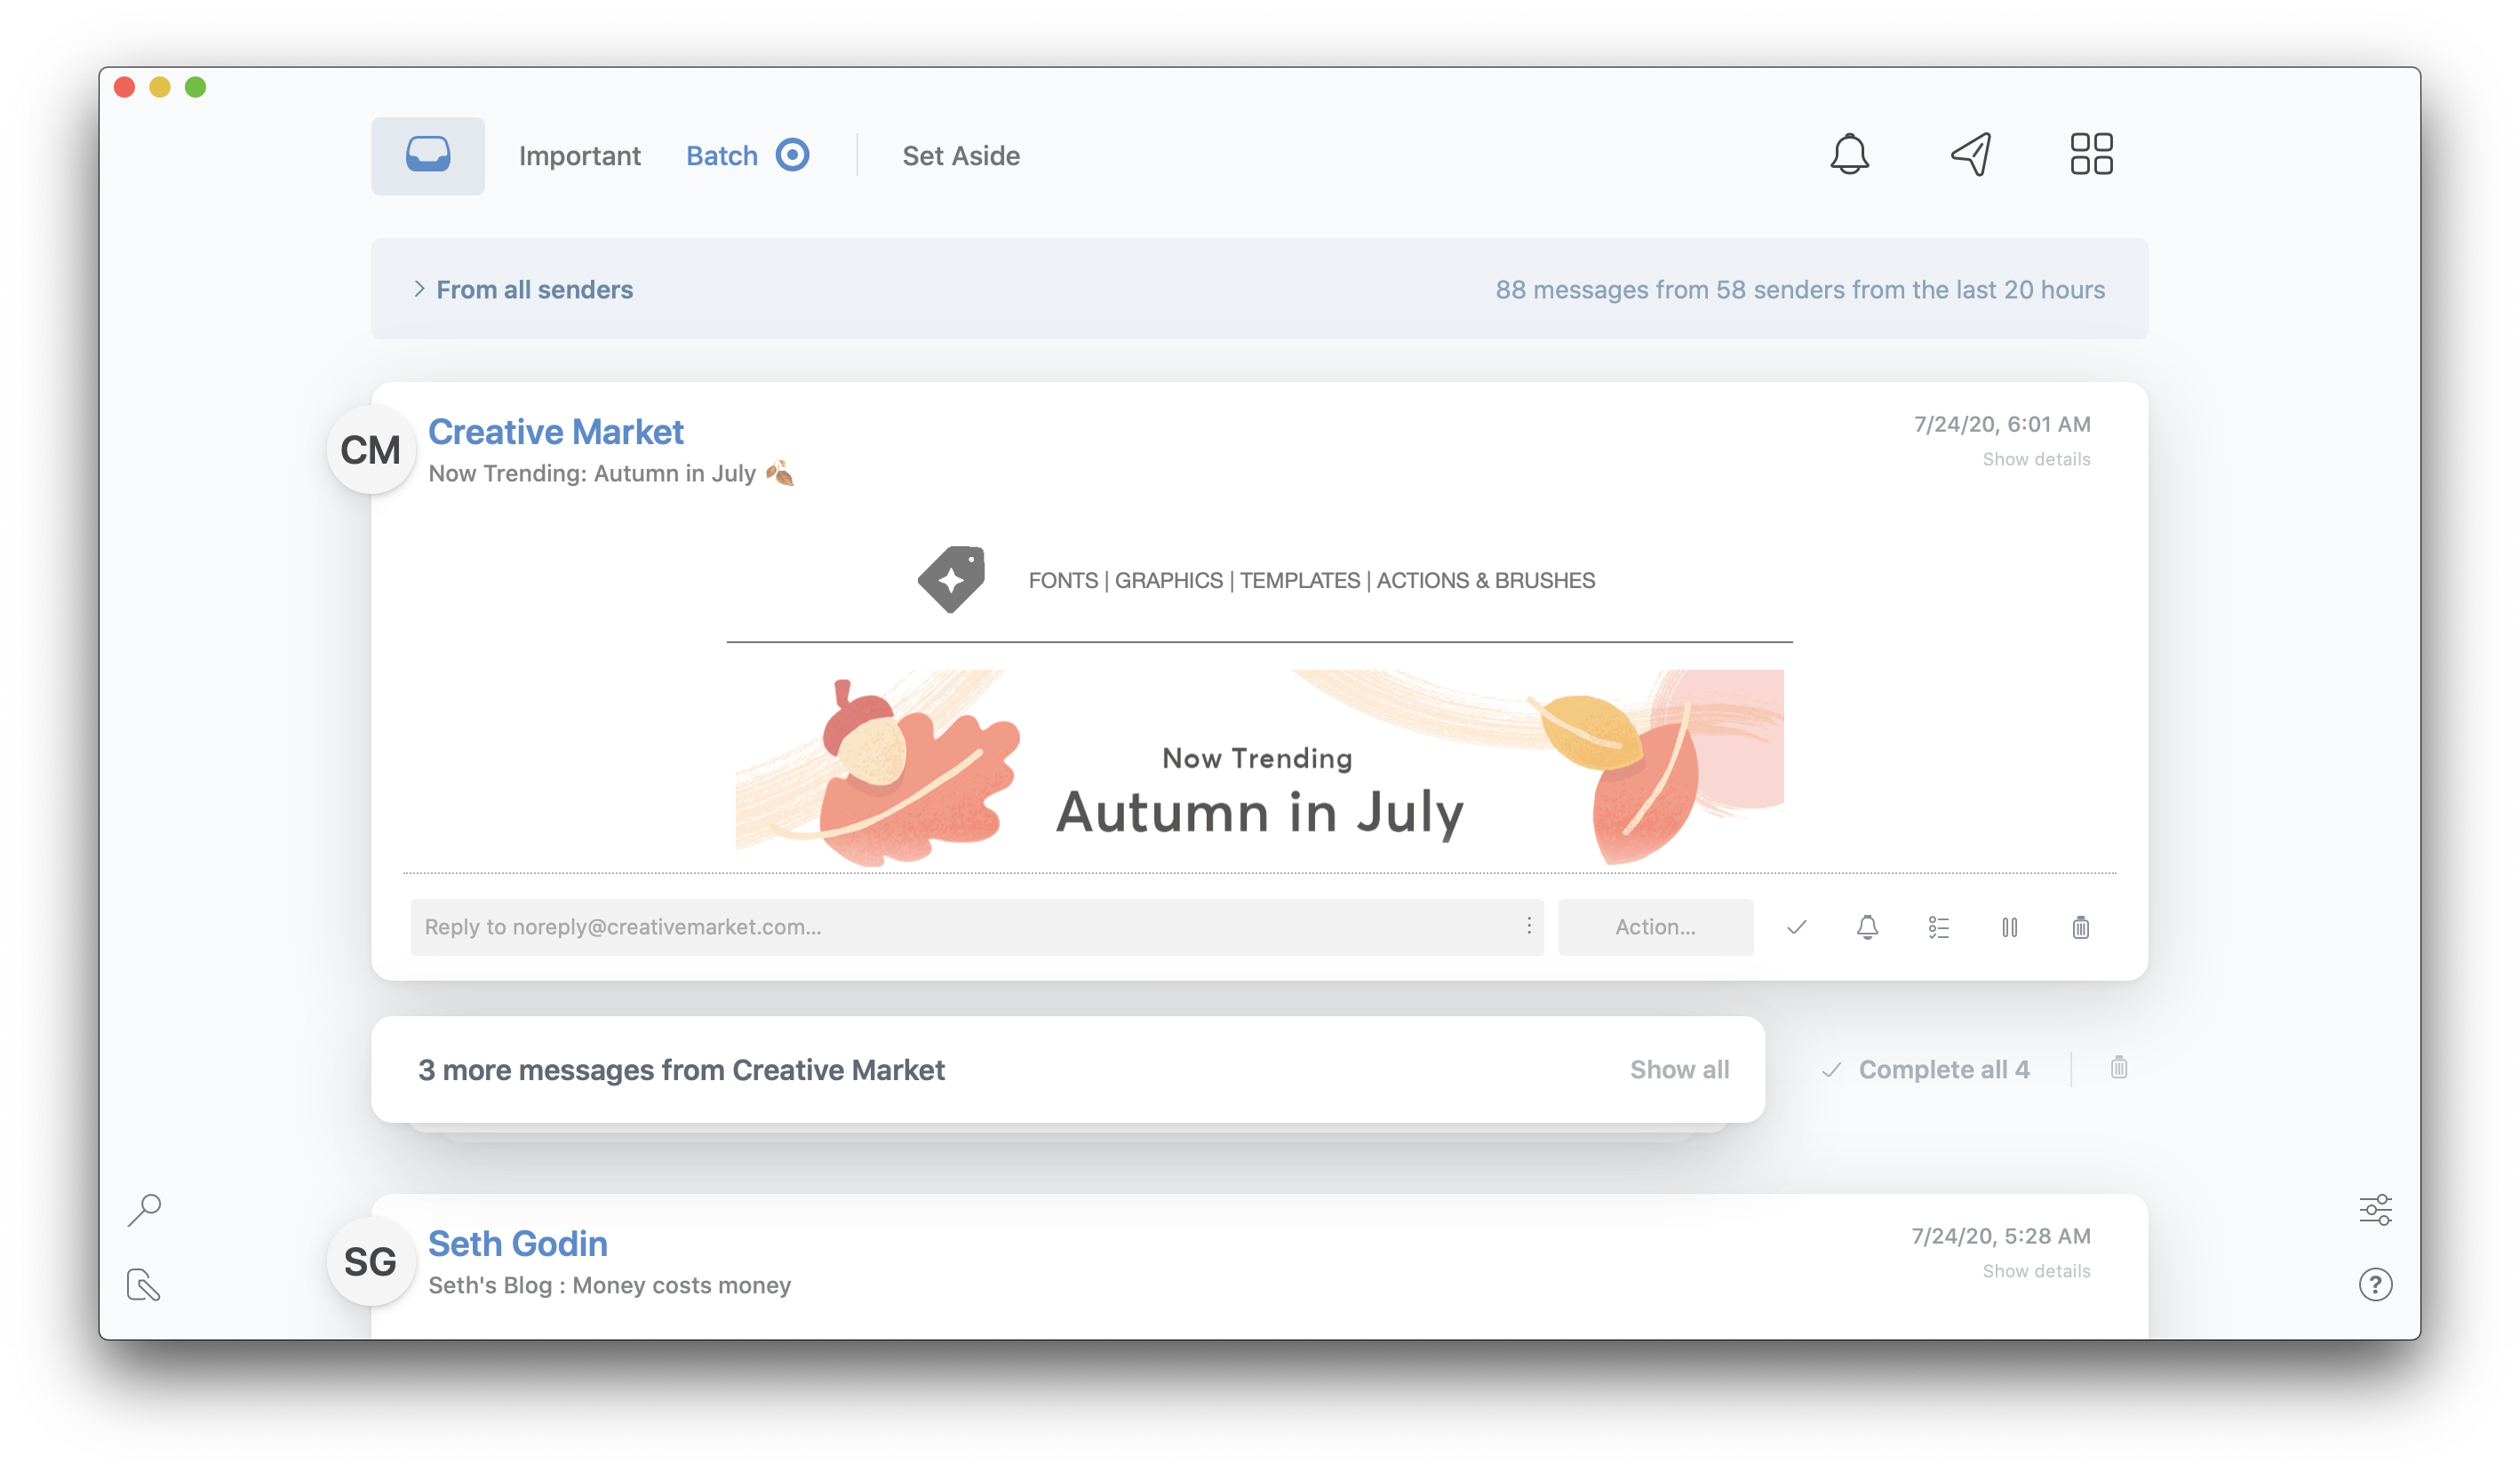 Important Batch Set Aside
From all senders 88 messages from 58 senders from the last 20 hours
CM
Creative Market 7/24/20, 6:01 AM
Now Trending: Autumn in July 🍂 Show details
FONTS | GRAPHICS | TEMPLATES | ACTIONS & BRUSHES
Now Trending
Autumn in July
Reply to noreply@creativemarket.com... Action...
3 more messages from Creative Market Show all Complete all 4
SG
Seth Godin 7/24/20, 5:28 AM
Seth's Blog : Money costs money Show details
?